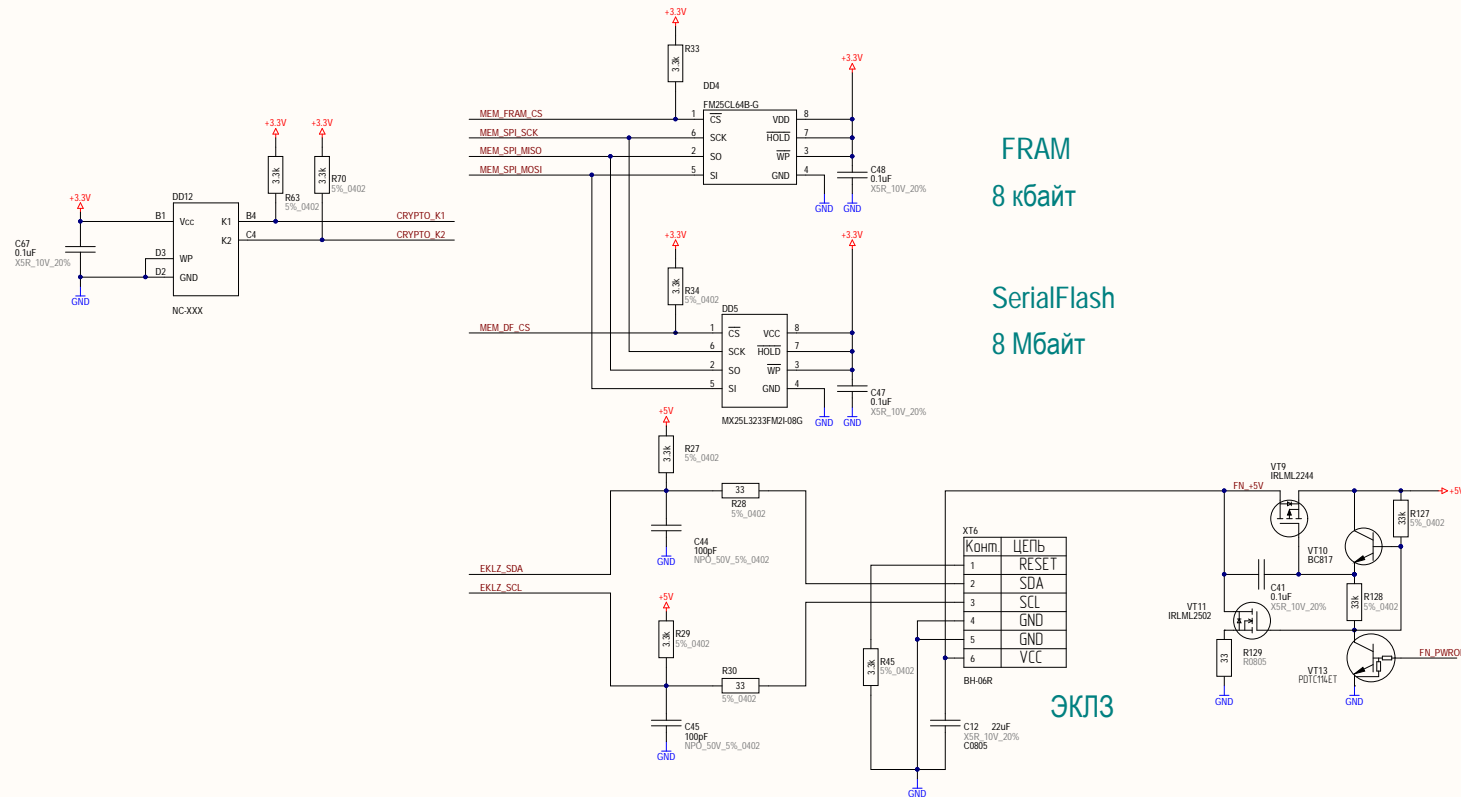 +3.3V
3.3k
R33
DD4
FM25CL64B-G
MEM_FRAM_CS
MEM_SPI_SCK
MEM_SPI_MISO
MEM_SPI_MOSI
1 CS VDD 8
6 SCK HOLD 7
2 SO WP 3
5 SI GND 4
+3.3V
C48
0.1uF
X5R_10V_20%
GND
GND
FRAM
8 кбайт
+3.3V
+3.3V
3.3k
R63
5%_0402
3.3k
R70
5%_0402
+3.3V
DD12
B1 Vcc K1 B4
K2 C4
D3 WP
D2 GND
NC-XXX
CRYPTO_K1
CRYPTO_K2
C67
0.1uF
X5R_10V_20%
GND
+3.3V
3.3k
R34
5%_0402
DD5
MEM_DF_CS
1 CS VCC 8
6 SCK HOLD 7
2 SO WP 3
5 SI GND 4
MX25L3233FM2I-08G
+3.3V
C47
0.1uF
X5R_10V_20%
GND
GND
SerialFlash
8 Мбайт
+5V
3.3k
R27
5%_0402
33
R28
5%_0402
C44
100pF
NPO_50V_5%_0402
GND
EKLZ_SDA
EKLZ_SCL
+5V
3.3k
R29
5%_0402
R30
33
5%_0402
C45
100pF
NPO_50V_5%_0402
GND
XT6
Конт. ЦЕПЬ
1 RESET
2 SDA
3 SCL
4 GND
5 GND
6 VCC
BH-06R
3.3k
R45
5%_0402
C12 22uF
X5R_10V_20%
C0805
GND
ЭКЛЗ
VT9
IRLML2244
FN_+5V
+5V
33k
R127
5%_0402
VT10
BC817
C41
0.1uF
X5R_10V_20%
33k
R128
5%_0402
VT11
IRLML2502
33
R129
R0805
GND
VT13
PDTC114ET
GND